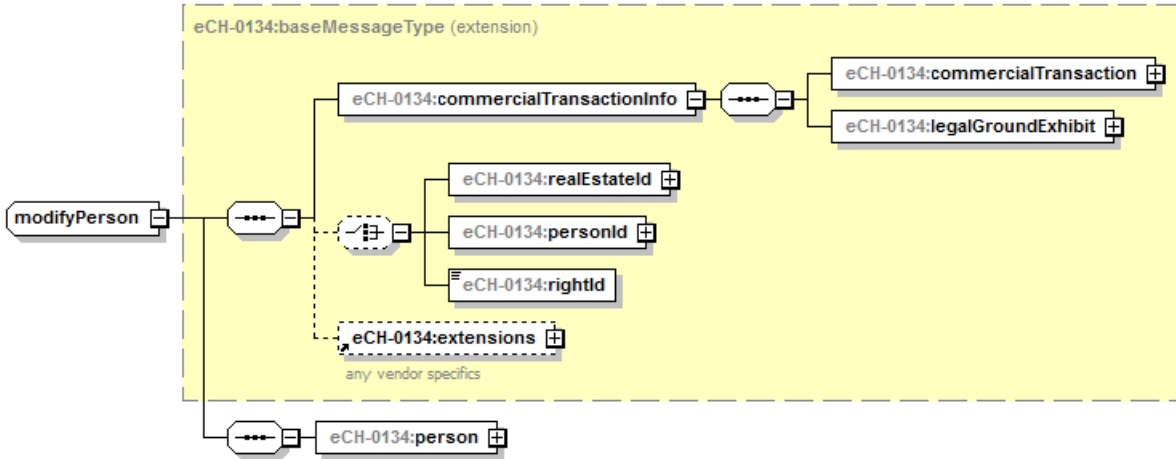 eCH-0134:baseMessageType (extension)
eCH-0134:commercialTransactionInfo
eCH-0134:commercialTransaction
eCH-0134:legalGroundExhibit
eCH-0134:realEstateId
modifyPerson
eCH-0134:personId
eCH-0134:rightId
eCH-0134:extensions
any vendor specifics
eCH-0134:person